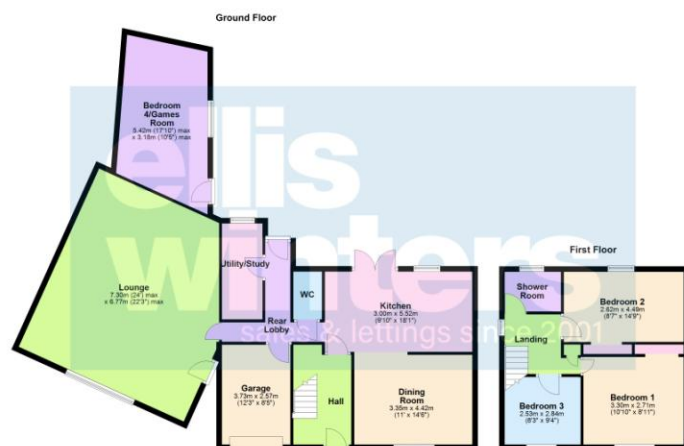 Ground Floor
Bedroom
4/Games
Room
5.42m (17'10") max
x 3.18m (10'5") max
ellis
winters
sales & lettings since 2001
Lounge
7.30m (24') max
x 6.77m (22'3") max
Utility/Study
WC
Kitchen
3.00m x 5.52m
(9'10" x 18'1")
Rear
Lobby
Garage
3.73m x 2.57m
(12'3" x 8'5")
Hall
Dining
Room
3.35m x 4.42m
(11' x 14'6")
First Floor
Shower
Room
Bedroom 2
2.62m x 4.49m
(8'7" x 14'9")
Landing
Bedroom 3
2.53m x 2.84m
(8'3" x 9'4")
Bedroom 1
3.30m x 2.71m
(10'10" x 8'11")